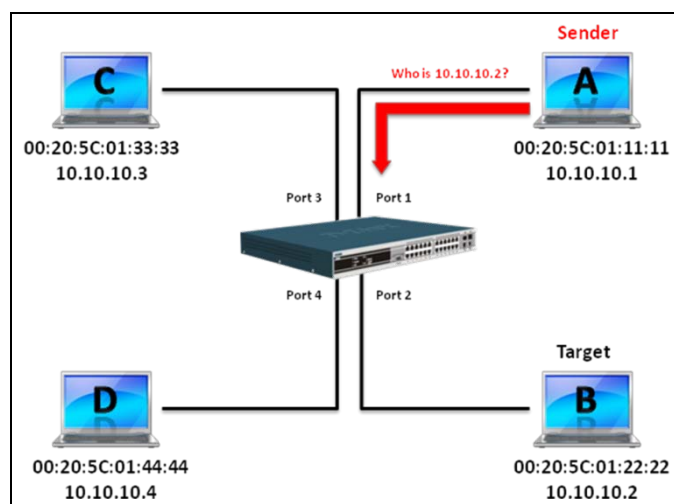 Sender
Who is 10.10.10.2?
C
A
00:20:5C:01:33:33
10.10.10.3
00:20:5C:01:11:11
10.10.10.1
Port 3
Port 1
Port 4
Port 2
Target
D
B
00:20:5C:01:44:44
10.10.10.4
00:20:5C:01:22:22
10.10.10.2